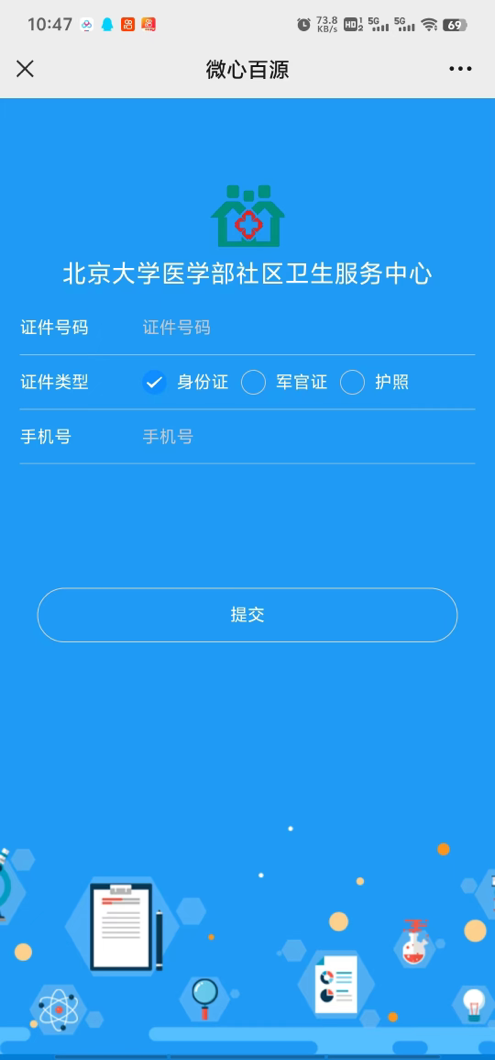 10:47 73.8 KB/s HD 1 2 5G 5G 69
微心百源
北京大学医学部社区卫生服务中心
证件号码 证件号码
证件类型 身份证 军官证 护照
手机号 手机号
提交